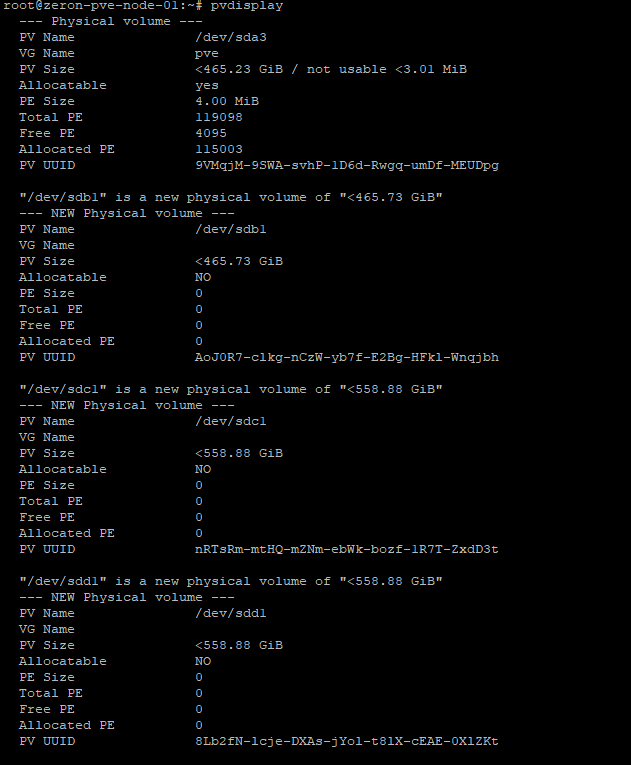 root@zeron-pve-node-01:~# pvdisplay
--- Physical volume ---
PV Name /dev/sda3
VG Name pve
PV Size <465.23 GiB / not usable <3.01 MiB
Allocatable yes
PE Size 4.00 MiB
Total PE 119098
Free PE 4095
Allocated PE 115003
PV UUID 9VMqjM-9SWA-svhP-1D6d-Rwgq-umDf-MEUDpg
"/dev/sdb1" is a new physical volume of "<465.73 GiB"
--- NEW Physical volume ---
PV Name /dev/sdb1
VG Name
PV Size <465.73 GiB
Allocatable NO
PE Size 0
Total PE 0
Free PE 0
Allocated PE 0
PV UUID AoJ0R7-clkg-nCzW-yb7f-E2Bg-HFkl-Wnqjbh
"/dev/sdc1" is a new physical volume of "<558.88 GiB"
--- NEW Physical volume ---
PV Name /dev/sdc1
VG Name
PV Size <558.88 GiB
Allocatable NO
PE Size 0
Total PE 0
Free PE 0
Allocated PE 0
PV UUID nRTsRm-mtHQ-mZNm-ebWk-bozf-1R7T-ZxdD3t
"/dev/sdd1" is a new physical volume of "<558.88 GiB"
--- NEW Physical volume ---
PV Name /dev/sdd1
VG Name
PV Size <558.88 GiB
Allocatable NO
PE Size 0
Total PE 0
Free PE 0
Allocated PE 0
PV UUID 8Lb2fN-lcje-DXAs-jYol-t8lX-cEAE-0XlZKt